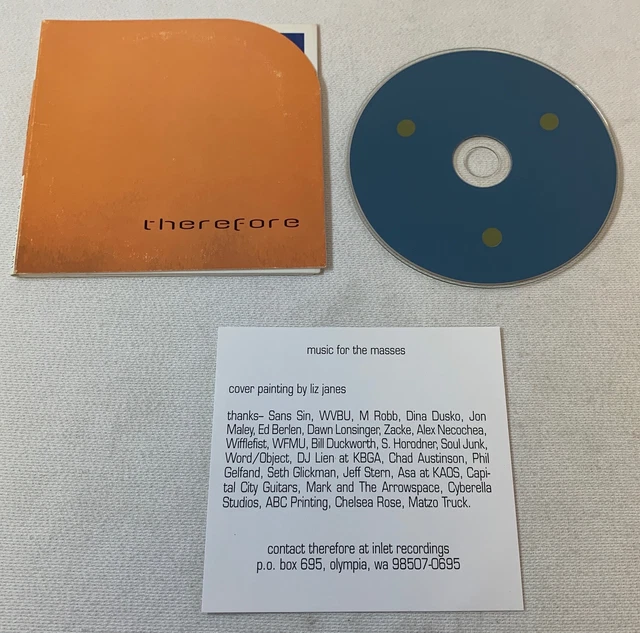 therefore
music for the masses
cover painting by liz janes
thanks– Sans Sin, WVBU, M Robb, Dina Dusko, Jon
Maley, Ed Berlen, Dawn Lonsinger, Zacke, Alex Necochea,
Wifflefist, WFMU, Bill Duckworth, S. Horodner, Soul Junk,
Word/Object, DJ Lien at KBGA, Chad Austinson, Phil
Gelfand, Seth Glickman, Jeff Stern, Asa at KAOS, Capi-
tal City Guitars, Mark and The Arrowspace, Cyberella
Studios, ABC Printing, Chelsea Rose, Matzo Truck.
contact therefore at inlet recordings
p.o. box 695, olympia, wa 98507-0695